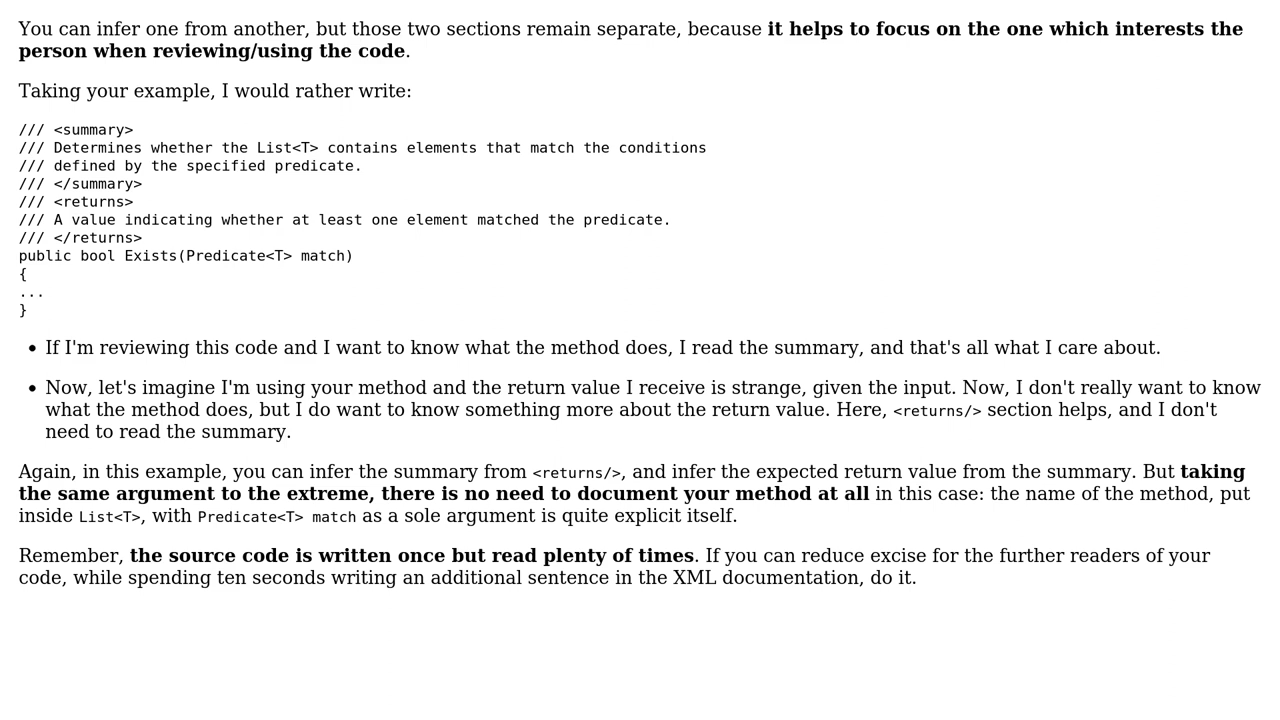 You can infer one from another, but those two sections remain separate, because it helps to focus on the one which interests the
person when reviewing/using the code.
Taking your example, I would rather write:
/// <summary>
/// Determines whether the List<T> contains elements that match the conditions
/// defined by the specified predicate.
/// </summary>
/// <returns>
/// A value indicating whether at least one element matched the predicate.
/// </returns>
public bool Exists(Predicate<T> match)
{
...
}
• If I'm reviewing this code and I want to know what the method does, I read the summary, and that's all what I care about.
• Now, let's imagine I'm using your method and the return value I receive is strange, given the input. Now, I don't really want to know
what the method does, but I do want to know something more about the return value. Here, <returns/> section helps, and I don't
need to read the summary.
Again, in this example, you can infer the summary from <returns/>, and infer the expected return value from the summary. But taking
the same argument to the extreme, there is no need to document your method at all in this case: the name of the method, put
inside List<T>, with Predicate<T> match as a sole argument is quite explicit itself.
Remember, the source code is written once but read plenty of times. If you can reduce excise for the further readers of your
code, while spending ten seconds writing an additional sentence in the XML documentation, do it.